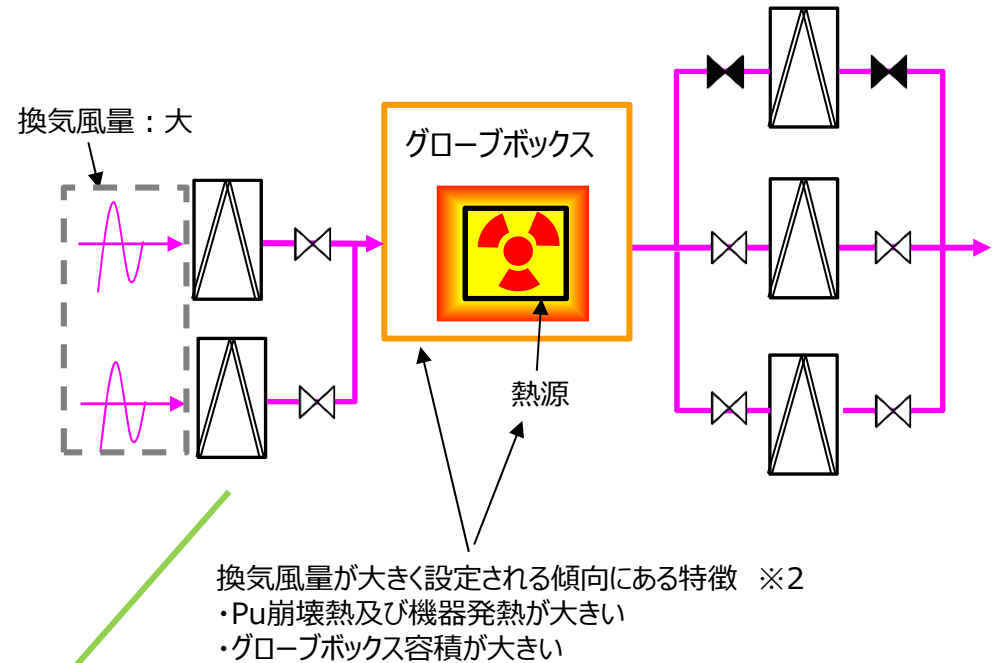 換気風量：大
グローブボックス
熱源
換気風量が大きく設定される傾向にある特徴　※2
・Pu崩壊熱及び機器発熱が大きい
・グローブボックス容積が大きい